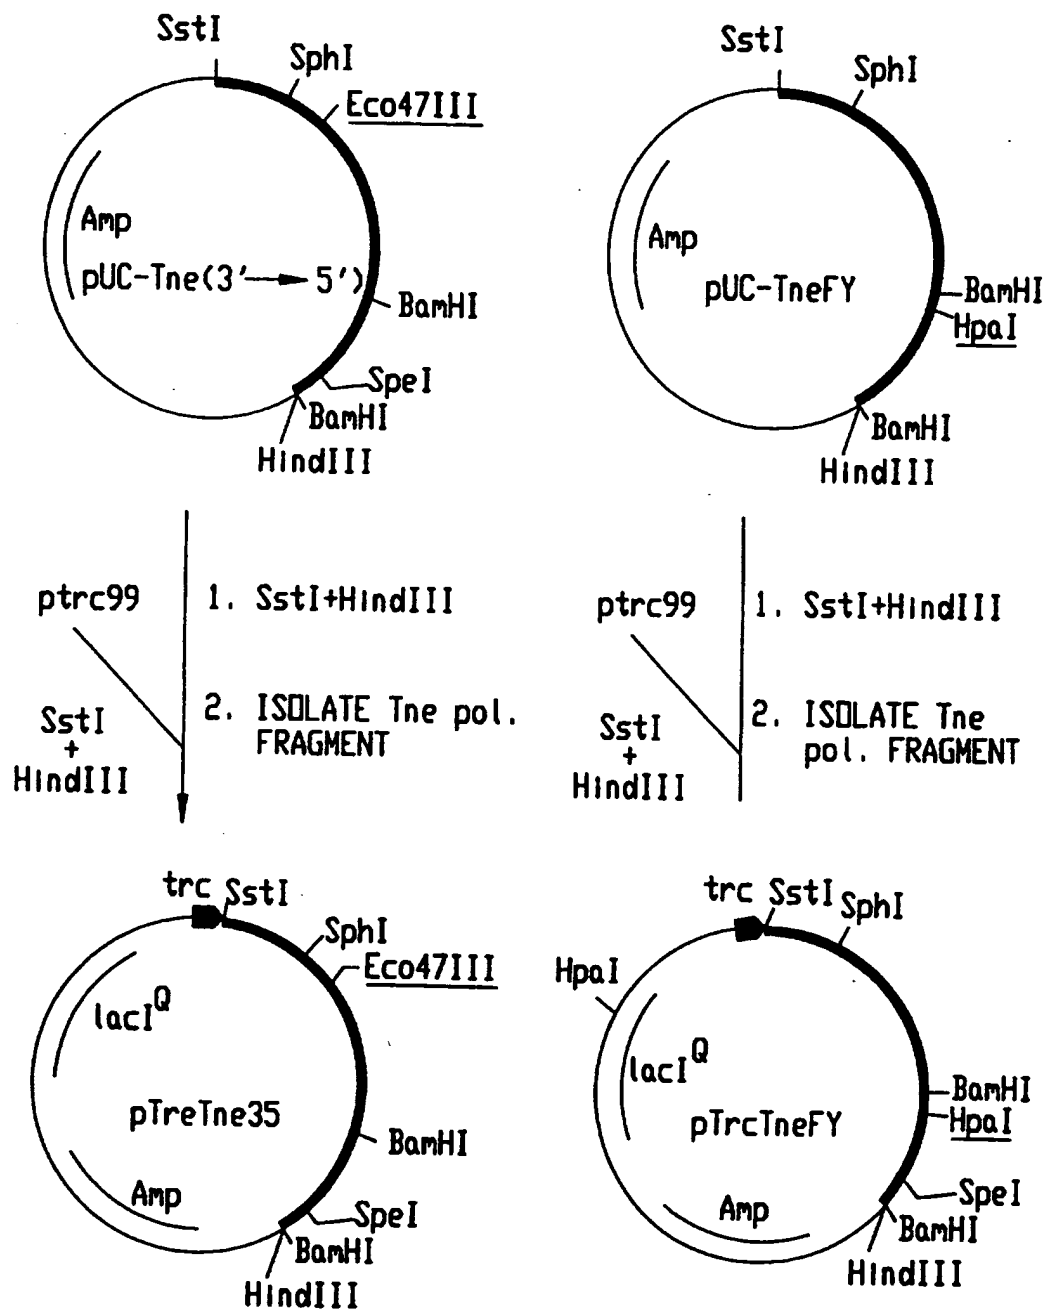 SstI
SphI
Eco47III
Amp
pUC-Tne(3'→5')
BamHI
SpeI
BamHI
HindIII
SstI
SphI
Amp
pUC-TneFY
BamHI
HpaI
BamHI
HindIII
ptrc99
1. SstI+HindIII
SstI
+
HindIII
2. ISOLATE Tne pol.
FRAGMENT
ptrc99
1. SstI+HindIII
SstI
+
HindIII
2. ISOLATE Tne
pol. FRAGMENT
trc
SstI
SphI
Eco47III
lacI^Q
pTreTne35
BamHI
Amp
SpeI
BamHI
HindIII
trc
SstI
SphI
HpaI
lacI^Q
BamHI
HpaI
pTrcTneFY
Amp
SpeI
BamHI
HindIII